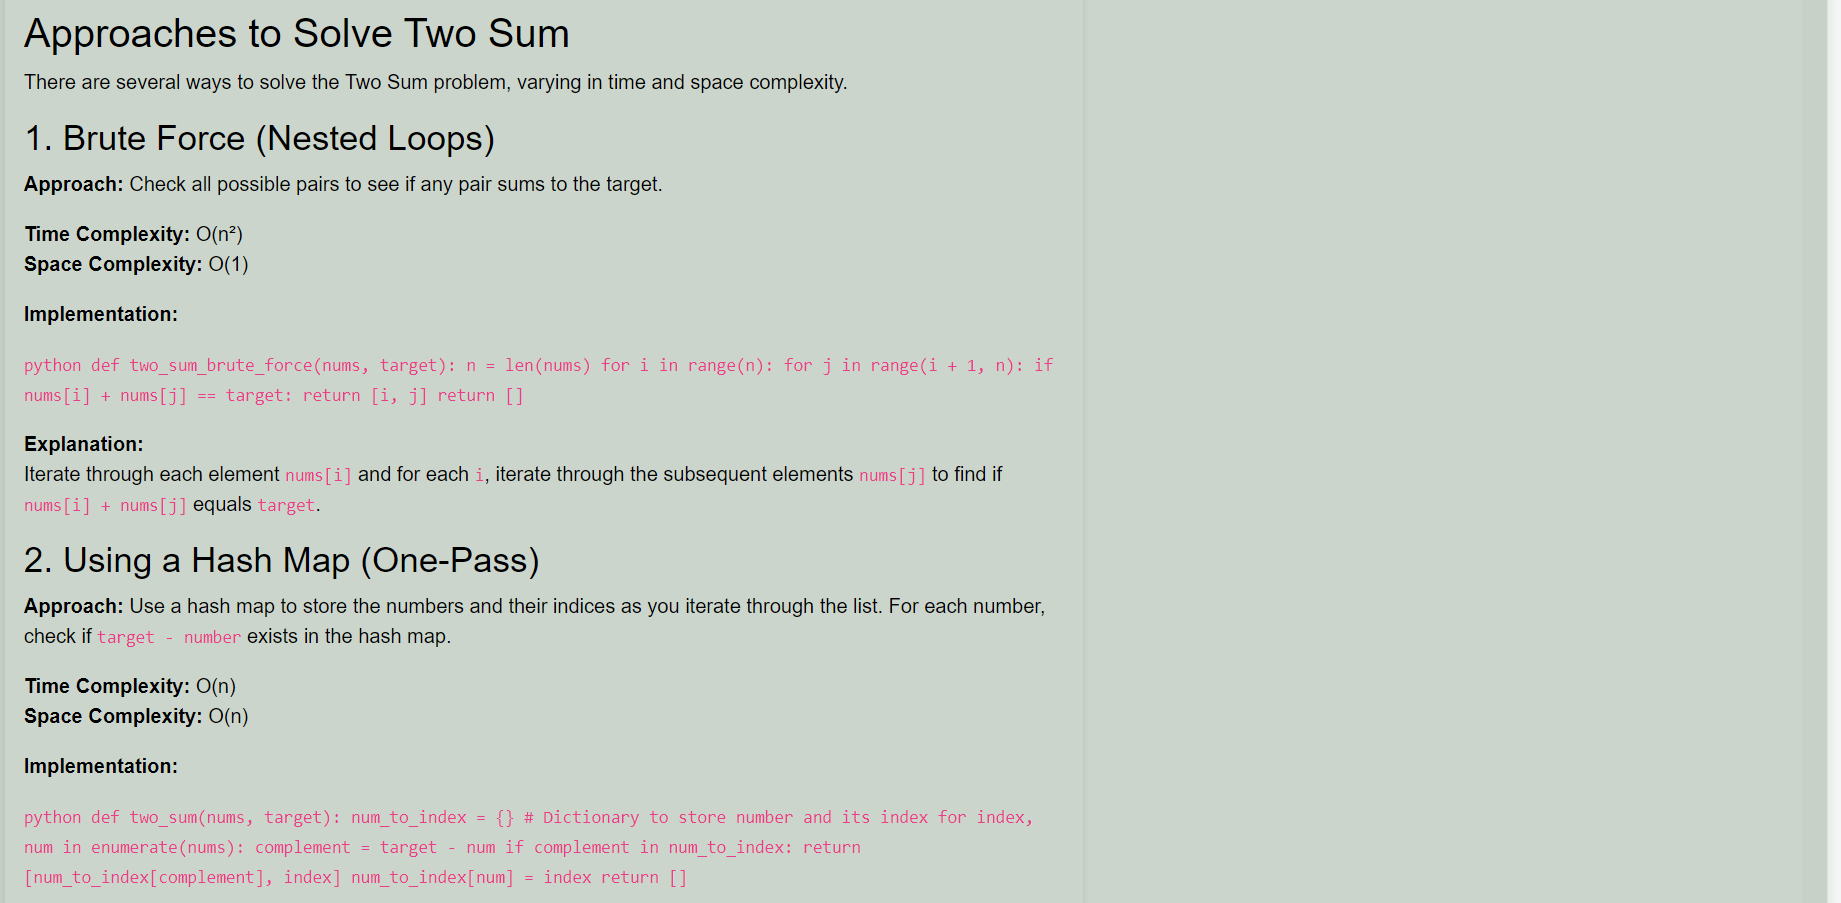 Approaches to Solve Two Sum
There are several ways to solve the Two Sum problem, varying in time and space complexity.
1. Brute Force (Nested Loops)
Approach: Check all possible pairs to see if any pair sums to the target.
Time Complexity: O(n²)
Space Complexity: O(1)
Implementation:
python def two_sum_brute_force(nums, target): n = len(nums) for i in range(n): for j in range(i + 1, n): if
nums[i] + nums[j] == target: return [i, j] return []
Explanation:
Iterate through each element nums[i] and for each i, iterate through the subsequent elements nums[j] to find if
nums[i] + nums[j] equals target.
2. Using a Hash Map (One-Pass)
Approach: Use a hash map to store the numbers and their indices as you iterate through the list. For each number,
check if target - number exists in the hash map.
Time Complexity: O(n)
Space Complexity: O(n)
Implementation:
python def two_sum(nums, target): num_to_index = {} # Dictionary to store number and its index for index,
num in enumerate(nums): complement = target - num if complement in num_to_index: return
[num_to_index[complement], index] num_to_index[num] = index return []